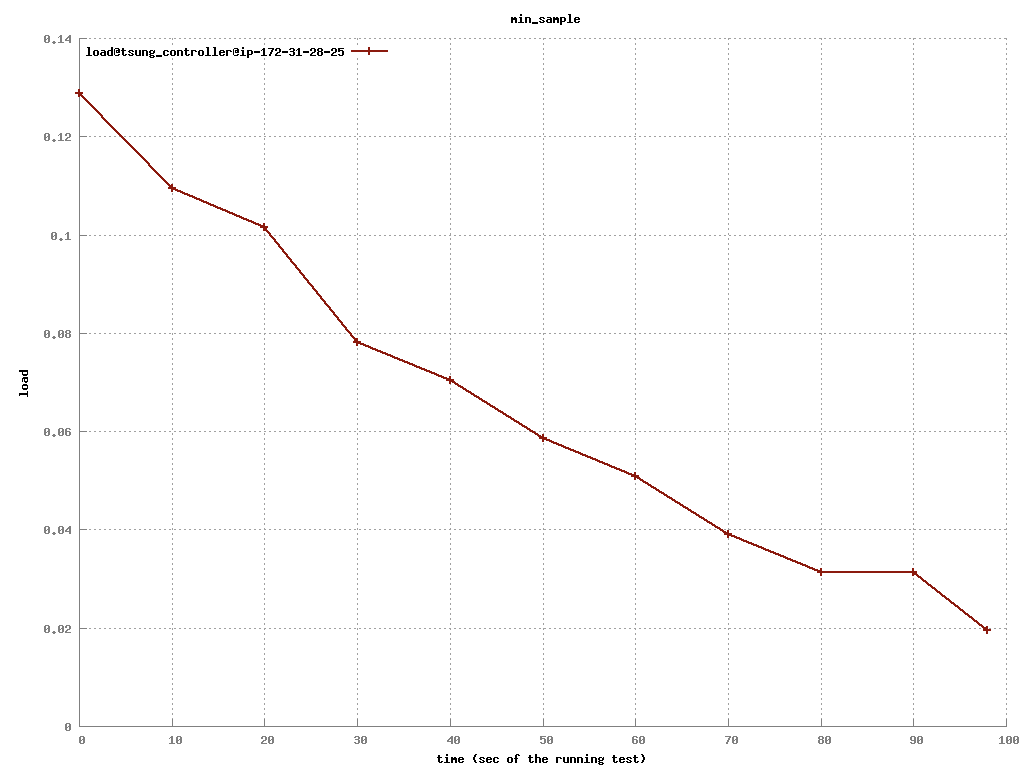 min_sample
load@tsung_controller@ip-172-31-28-25
0.14
0.12
0.1
0.08
0.06
0.04
0.02
0
load
0 10 20 30 40 50 60 70 80 90 100
time (sec of the running test)